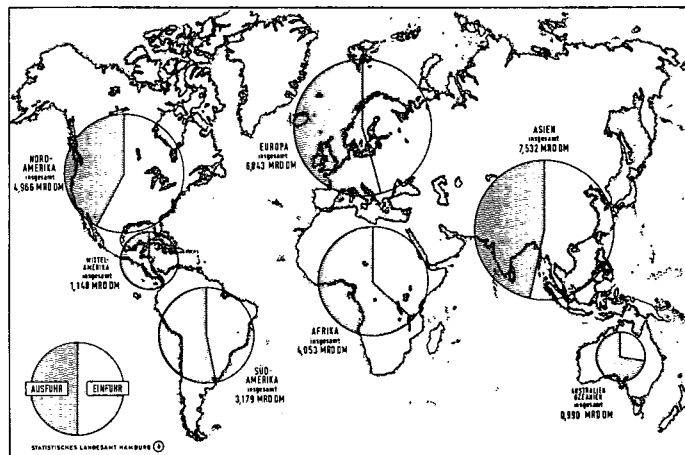 NORD-
AMERIKA
insgesamt
4,966 MRD DM
MITTEL-
AMERIKA
insgesamt
1,148 MRD DM
SÜD-
AMERIKA
insgesamt
3,179 MRD DM
EUROPA
insgesamt
6,843 MRD DM
AFRIKA
insgesamt
4,053 MRD DM
ASIEN
insgesamt
7,532 MRD DM
AUSTRALIEN
OZEANIEN
insgesamt
0,990 MRD DM
AUSFUHR
EINFUHR
STATISTISCHES LANDESAMT HAMBURG